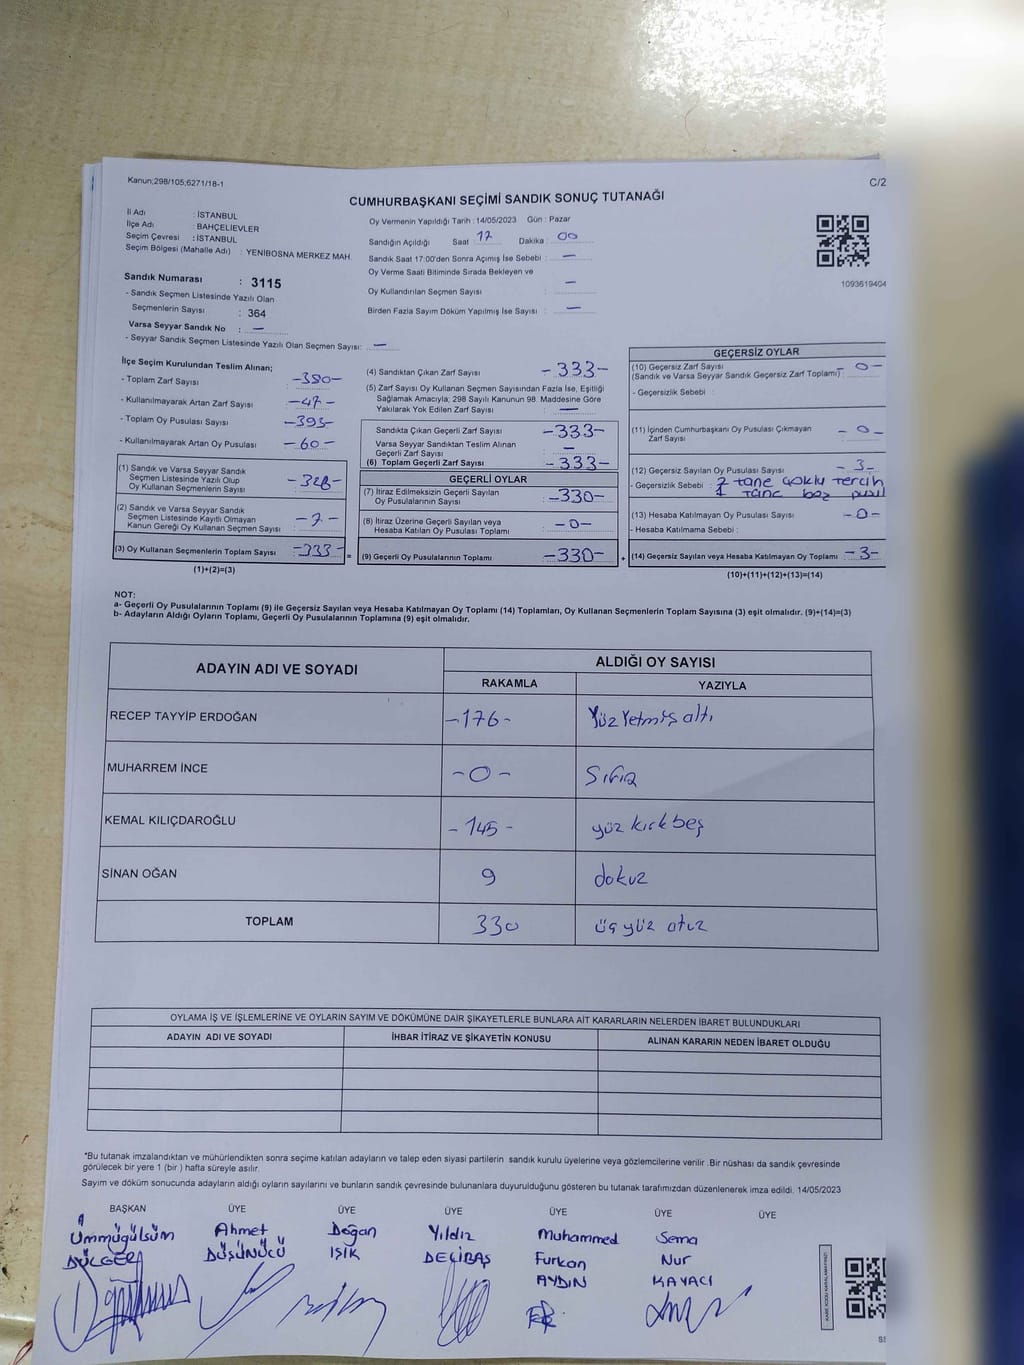 Kanun;298/105;6271/18-1
C/2
CUMHURBAŞKANI SEÇİMİ SANDIK SONUÇ TUTANAĞI
İl Adı : İSTANBUL
İlçe Adı : BAHÇELİEVLER
Seçim Çevresi : İSTANBUL
Seçim Bölgesi (Mahalle Adı) : YENİBOSNA MERKEZ MAH.
Sandık Numarası : 3115
- Sandık Seçmen Listesinde Yazılı Olan
Seçmenlerin Sayısı : 364
Varsa Seyyar Sandık No : —
- Seyyar Sandık Seçmen Listesinde Yazılı Olan Seçmen Sayısı: —
Oy Vermenin Yapıldığı Tarih : 14/05/2023 Gün : Pazar
Sandığın Açıldığı Saat : 17 Dakika : 00
Sandık Saat 17:00'den Sonra Açılmış İse Sebebi : —
Oy Verme Saati Bitiminde Sırada Bekleyen ve
Oy Kullandırılan Seçmen Sayısı : —
Birden Fazla Sayım Döküm Yapılmış İse Sayısı : —
1093619404
İlçe Seçim Kurulundan Teslim Alınan;
- Toplam Zarf Sayısı : -380-
- Kullanılmayarak Artan Zarf Sayısı : -47-
- Toplam Oy Pusulası Sayısı : -393-
- Kullanılmayarak Artan Oy Pusulası : -60-
(1) Sandık ve Varsa Seyyar Sandık
Seçmen Listesinde Yazılı Olup
Oy Kullanan Seçmenlerin Sayısı : -326-
(2) Sandık ve Varsa Seyyar Sandık
Seçmen Listesinde Kayıtlı Olmayan
Kanun Gereği Oy Kullanan Seçmen Sayısı : -7-
(3) Oy Kullanan Seçmenlerin Toplam Sayısı : -333-
(1)+(2)=(3)
(4) Sandıktan Çıkan Zarf Sayısı : -333-
(5) Zarf Sayısı Oy Kullanan Seçmen Sayısından Fazla İse, Eşitliği
Sağlamak Amacıyla; 298 Sayılı Kanunun 98. Maddesine Göre
Yakılarak Yok Edilen Zarf Sayısı : —
Sandıkta Çıkan Geçerli Zarf Sayısı : -333-
Varsa Seyyar Sandıktan Teslim Alınan
Geçerli Zarf Sayısı : —
(6) Toplam Geçerli Zarf Sayısı : -333-
GEÇERLİ OYLAR
(7) İtiraz Edilmeksizin Geçerli Sayılan
Oy Pusulalarının Sayısı : -330-
(8) İtiraz Üzerine Geçerli Sayılan veya
Hesaba Katılan Oy Pusulası Toplamı : -0-
= (9) Geçerli Oy Pusulalarının Toplamı : -330-
GEÇERSİZ OYLAR
(10) Geçersiz Zarf Sayısı
(Sandık ve Varsa Seyyar Sandık Geçersiz Zarf Toplamı) : -0-
- Geçersizlik Sebebi :
(11) İçinden Cumhurbaşkanı Oy Pusulası Çıkmayan
Zarf Sayısı : -0-
(12) Geçersiz Sayılan Oy Pusulası Sayısı : -3-
- Geçersizlik Sebebi : 2 tane çoklu tercih
1 tane boş pusul
(13) Hesaba Katılmayan Oy Pusulası Sayısı : -0-
- Hesaba Katılmama Sebebi :
+ (14) Geçersiz Sayılan veya Hesaba Katılmayan Oy Toplamı : -3-
(10)+(11)+(12)+(13)=(14)
NOT:
a- Geçerli Oy Pusulalarının Toplamı (9) ile Geçersiz Sayılan veya Hesaba Katılmayan Oy Toplamı (14) Toplamları, Oy Kullanan Seçmenlerin Toplam Sayısına (3) eşit olmalıdır. (9)+(14)=(3)
b- Adayların Aldığı Oyların Toplamı, Geçerli Oy Pusulalarının Toplamına (9) eşit olmalıdır.
ADAYIN ADI VE SOYADI ALDIĞI OY SAYISI
RAKAMLA YAZIYLA
RECEP TAYYİP ERDOĞAN -176- Yüz Yetmiş altı
MUHARREM İNCE -0- Sıfır
KEMAL KILIÇDAROĞLU -145- yüz kırk beş
SİNAN OĞAN 9 dokuz
TOPLAM 330 üç yüz otuz
OYLAMA İŞ VE İŞLEMLERİNE VE OYLARIN SAYIM VE DÖKÜMÜNE DAİR ŞİKAYETLERLE BUNLARA AİT KARARLARIN NELERDEN İBARET BULUNDUKLARI
ADAYIN ADI VE SOYADI İHBAR İTİRAZ VE ŞİKAYETİN KONUSU ALINAN KARARIN NEDEN İBARET OLDUĞU
*Bu tutanak imzalandıktan ve mühürlendikten sonra seçime katılan adayların ve talep eden siyasi partilerin sandık kurulu üyelerine veya gözlemcilerine verilir .Bir nüshası da sandık çevresinde
görülecek bir yere 1 (bir ) hafta süreyle asılır.
Sayım ve döküm sonucunda adayların aldığı oyların sayılarını ve bunların sandık çevresinde bulunanlara duyurulduğunu gösteren bu tutanak tarafımızdan düzenlenerek imza edildi. 14/05/2023
BAŞKAN ÜYE ÜYE ÜYE ÜYE ÜYE ÜYE
Ümmügülsüm Ahmet Doğan Yıldız Muhammed Sema
DÜLGER DÜŞÜNÜCÜ IŞIK DELİBAŞ Furkan Nur
AYDIN KAYACI